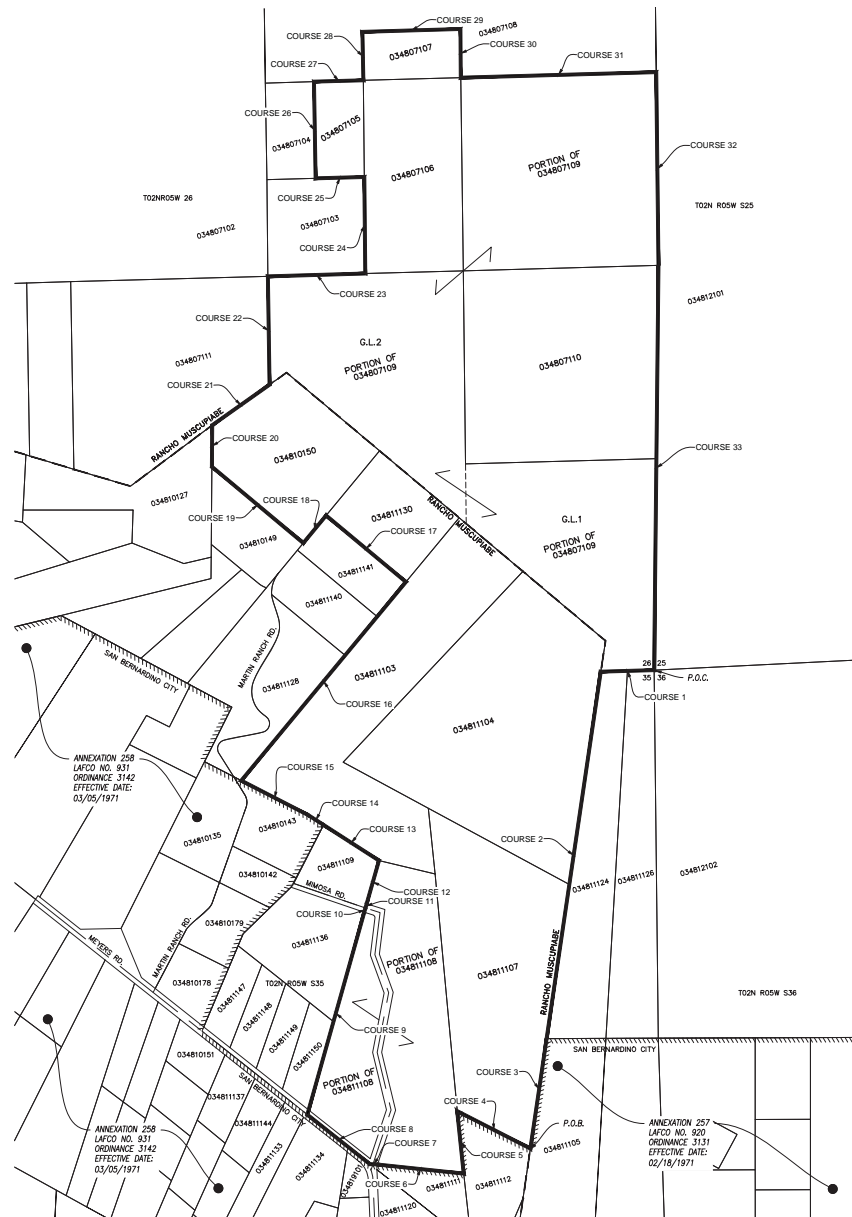 COURSE 29
034807108
COURSE 28
COURSE 30
034807107
COURSE 31
COURSE 27
COURSE 26
034807105
034807104
COURSE 32
PORTION OF
034807109
034807106
T02NR05W 26
COURSE 25
T02N R05W S25
034807103
034807102
COURSE 24
COURSE 23
034812101
COURSE 22
G.L.2
PORTION OF
034807109
034807111
034807110
COURSE 21
RANCHO MUSCUPIABE
COURSE 20
COURSE 33
034810150
034810127
COURSE 18
RANCHO MUSCUPIABE
COURSE 19
034811130
G.L.1
COURSE 17
PORTION OF
034807109
034810149
034811141
034811140
MARTIN RANCH RD.
26 25
35 36
P.O.C.
SAN BERNARDINO CITY
034811103
COURSE 1
034811128
COURSE 16
034811104
ANNEXATION 258
LAFCO NO. 931
ORDINANCE 3142
EFFECTIVE DATE:
03/05/1971
COURSE 15
COURSE 14
034810143
COURSE 13
034810135
COURSE 2
034811109
034812102
034810142
034811124
034811126
COURSE 12
MIMOSA RD.
COURSE 11
COURSE 10
034810179
MARTIN RANCH RD.
034811136
MEYERS RD.
PORTION OF
034811108
RANCHO MUSCUPIABE
034811107
034810178
T02N R05W S35
034811147
T02N R05W S36
034811148
034811149
COURSE 9
034811150
034810151
SAN BERNARDINO CITY
SAN BERNARDINO CITY
034811137
PORTION OF
034811108
COURSE 3
COURSE 4
034811144
COURSE 8
P.O.B.
ANNEXATION 258
LAFCO NO. 931
ORDINANCE 3142
EFFECTIVE DATE:
03/05/1971
ANNEXATION 257
LAFCO NO. 920
ORDINANCE 3131
EFFECTIVE DATE:
02/18/1971
034811133
COURSE 7
034811105
COURSE 5
034811134
034819101
COURSE 6
034811111
034811112
034811120